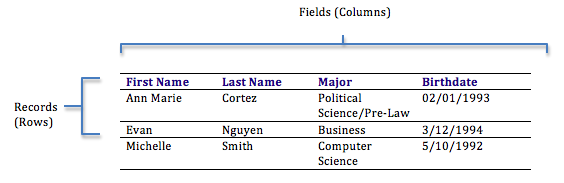 Fields (Columns)
First Name Last Name Major Birthdate
Records
(Rows)
Ann Marie Cortez Political
Science/Pre-Law 02/01/1993
Evan Nguyen Business 3/12/1994
Michelle Smith Computer
Science 5/10/1992